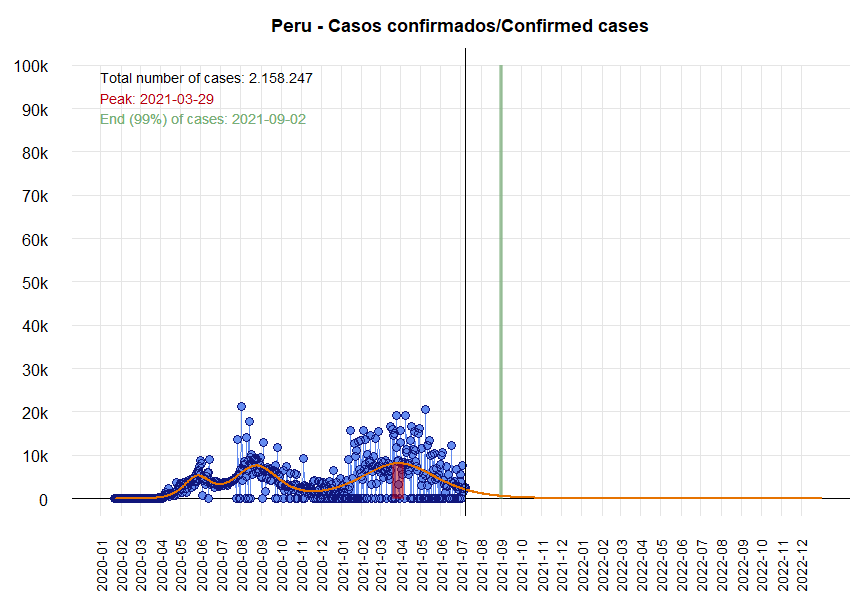 Peru - Casos confirmados/Confirmed cases
Total number of cases: 2.158.247
Peak: 2021-03-29
End (99%) of cases: 2021-09-02
100k
90k
80k
70k
60k
50k
40k
30k
20k
10k
0
2020-01
2020-02
2020-03
2020-04
2020-05
2020-06
2020-07
2020-08
2020-09
2020-10
2020-11
2020-12
2021-01
2021-02
2021-03
2021-04
2021-05
2021-06
2021-07
2021-08
2021-09
2021-10
2021-11
2021-12
2022-01
2022-02
2022-03
2022-04
2022-05
2022-06
2022-07
2022-08
2022-09
2022-10
2022-11
2022-12